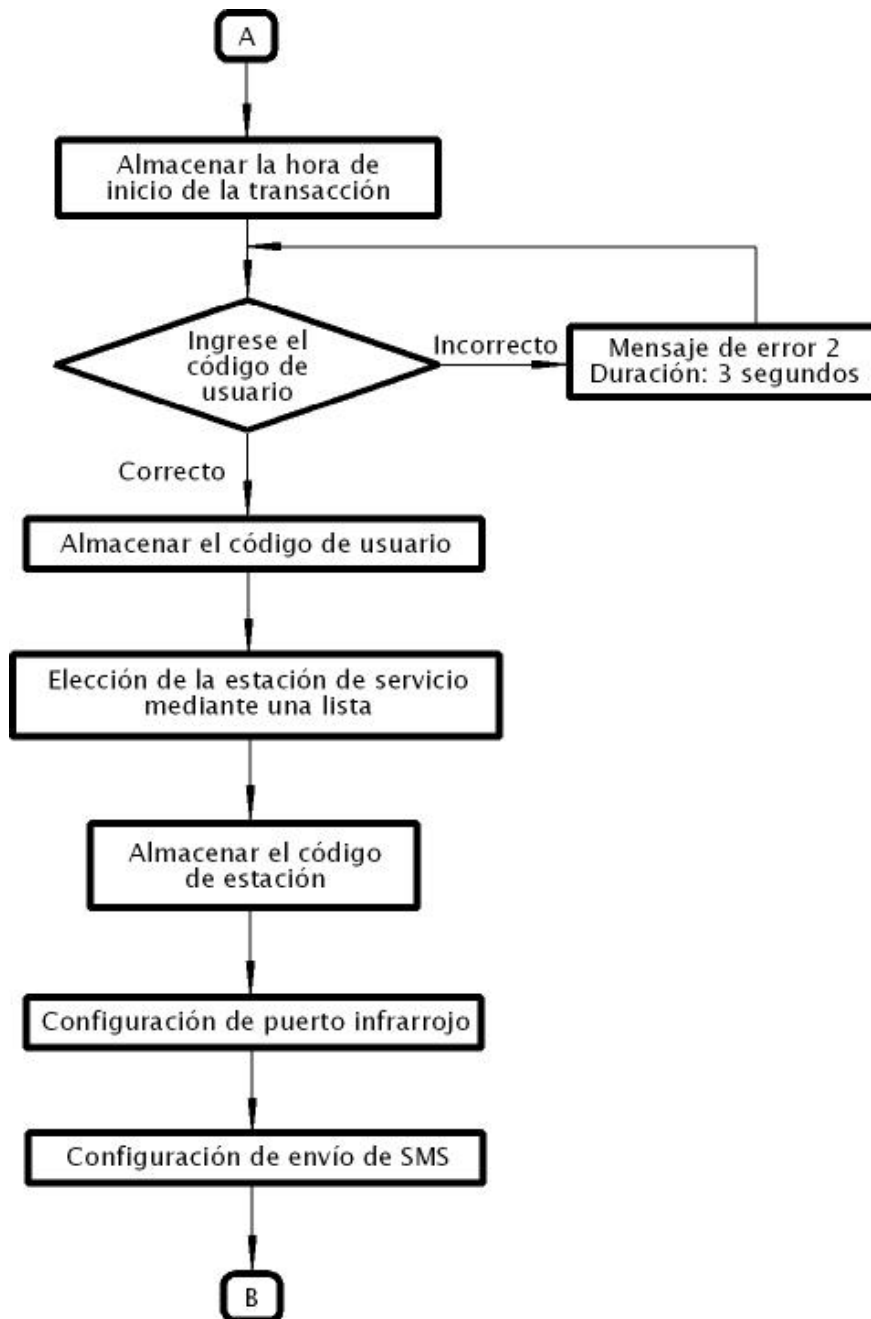 A
Almacenar la hora de
inicio de la transacción
Ingrese el
código de
usuario
Incorrecto
Mensaje de error 2
Duración: 3 segundos
Correcto
Almacenar el código de usuario
Elección de la estación de servicio
mediante una lista
Almacenar el código
de estación
Configuración de puerto infrarrojo
Configuración de envío de SMS
B